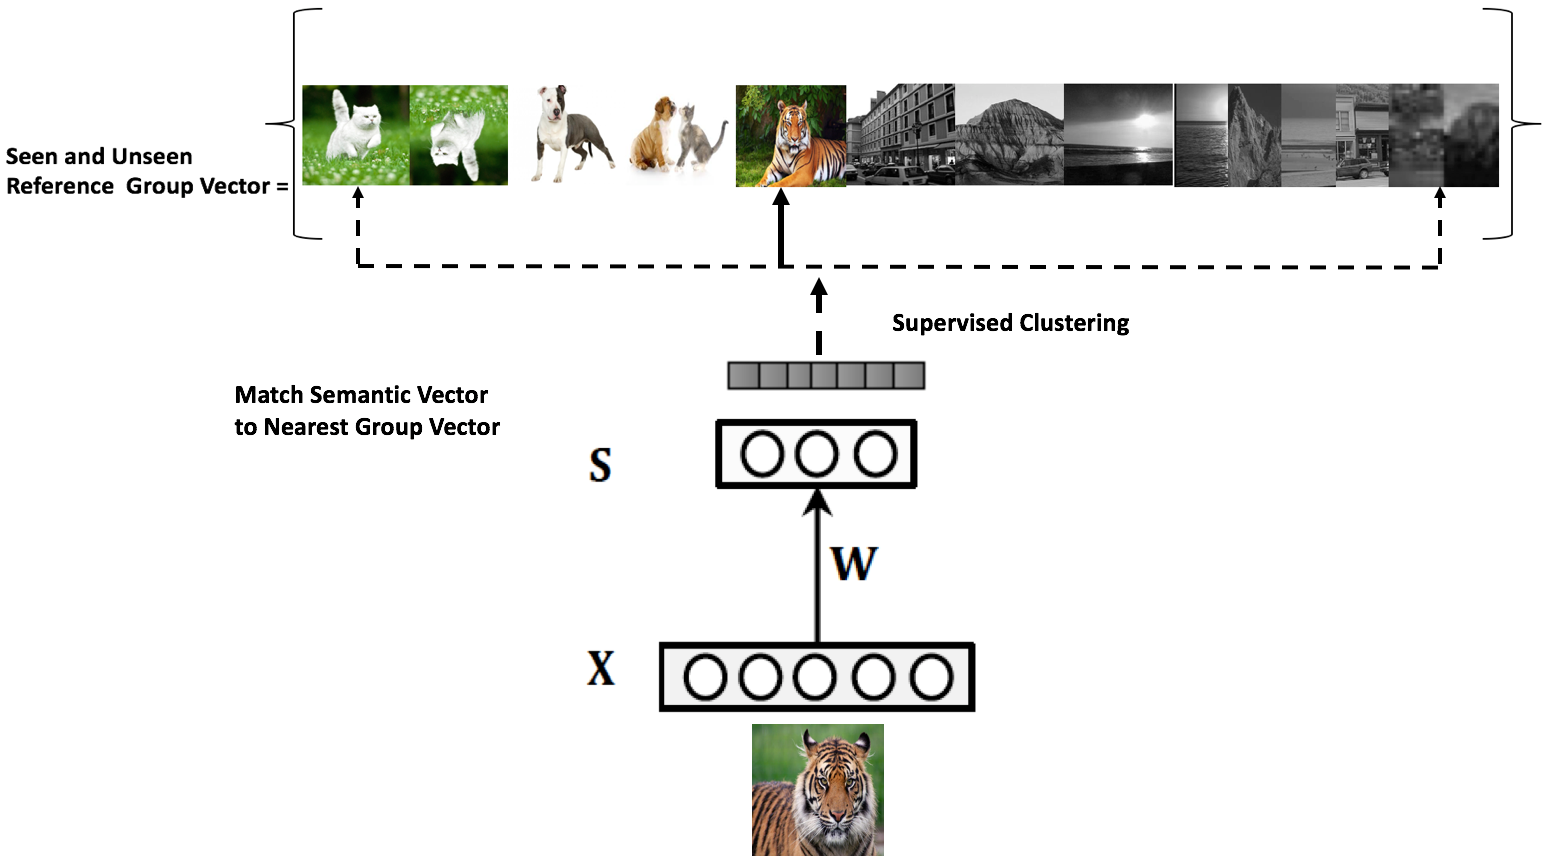 Seen and Unseen
Reference Group Vector =
Supervised Clustering
Match Semantic Vector
to Nearest Group Vector
S
W
X